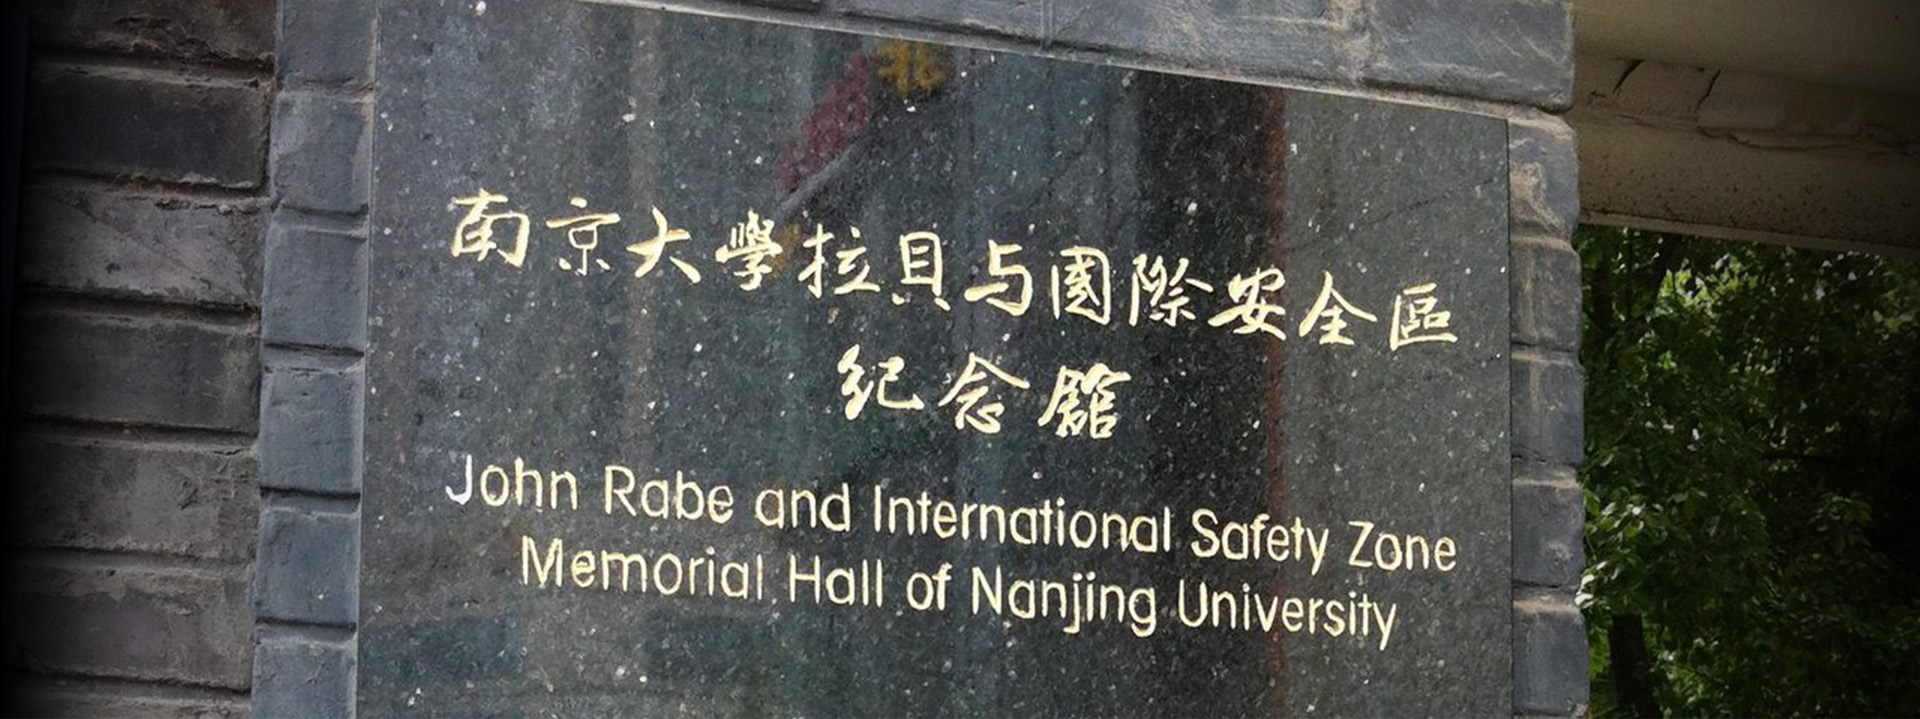 南京大學拉貝与國際安全區
纪念館
John Rabe and International Safety Zone
Memorial Hall of Nanjing University